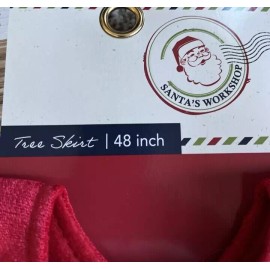 SANTA'S WORKSHOP
Tree Skirt | 48 inch